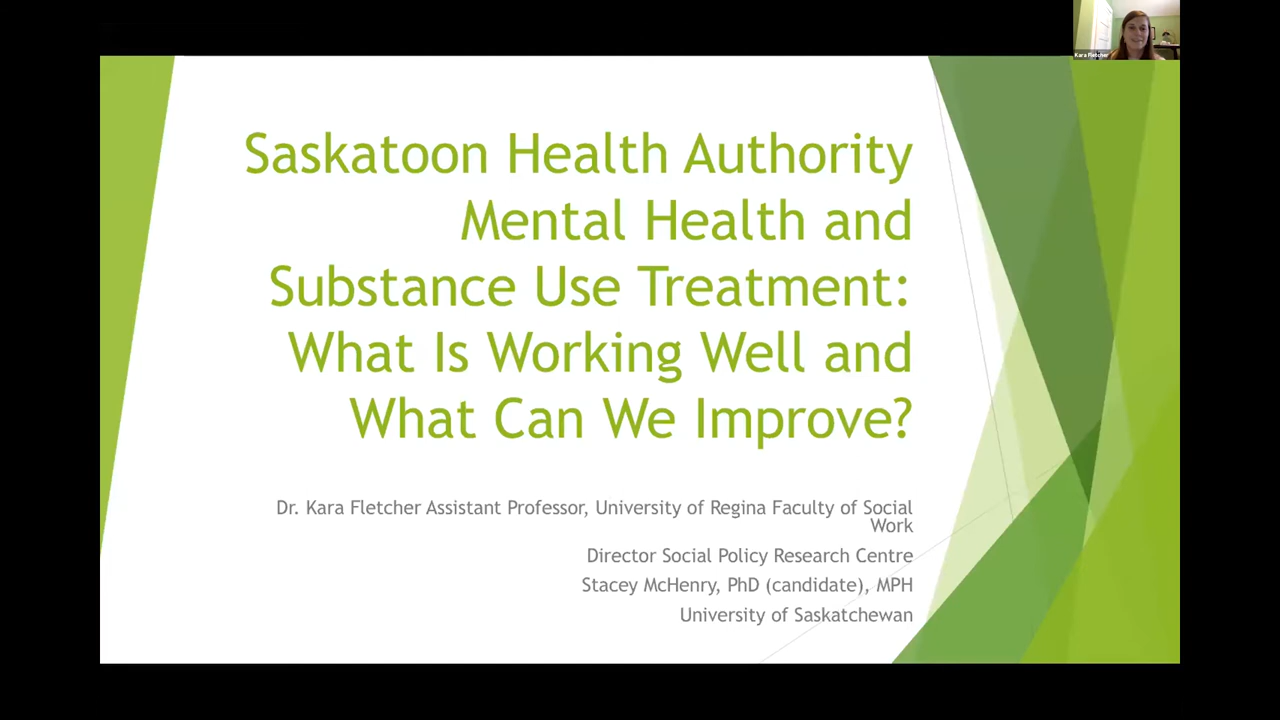 Kara Fletcher
Saskatoon Health Authority
Mental Health and
Substance Use Treatment:
What Is Working Well and
What Can We Improve?
Dr. Kara Fletcher Assistant Professor, University of Regina Faculty of Social
Work
Director Social Policy Research Centre
Stacey McHenry, PhD (candidate), MPH
University of Saskatchewan